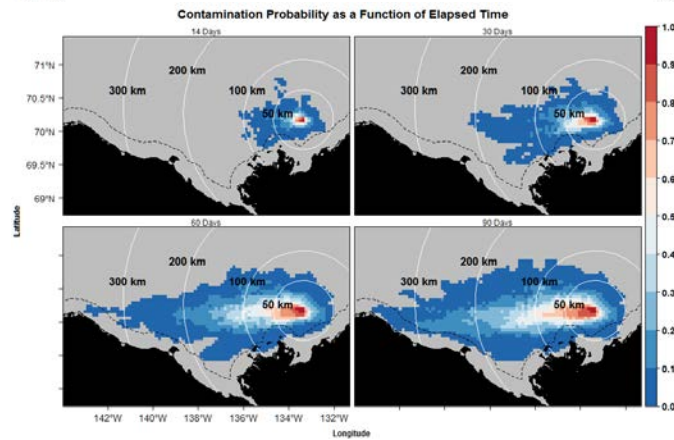 Contamination Probability as a Function of Elapsed Time
14 Days
30 Days
71°N
70.5°N
70°N
69.5°N
69°N
300 km
200 km
100 km
50 km
300 km
200 km
100 km
50 km
60 Days
90 Days
300 km
200 km
100 km
50 km
300 km
200 km
100 km
50 km
142°W
140°W
138°W
136°W
134°W
132°W
Latitude
Longitude
1.0
0.9
0.8
0.7
0.6
0.5
0.4
0.3
0.2
0.1
0.0